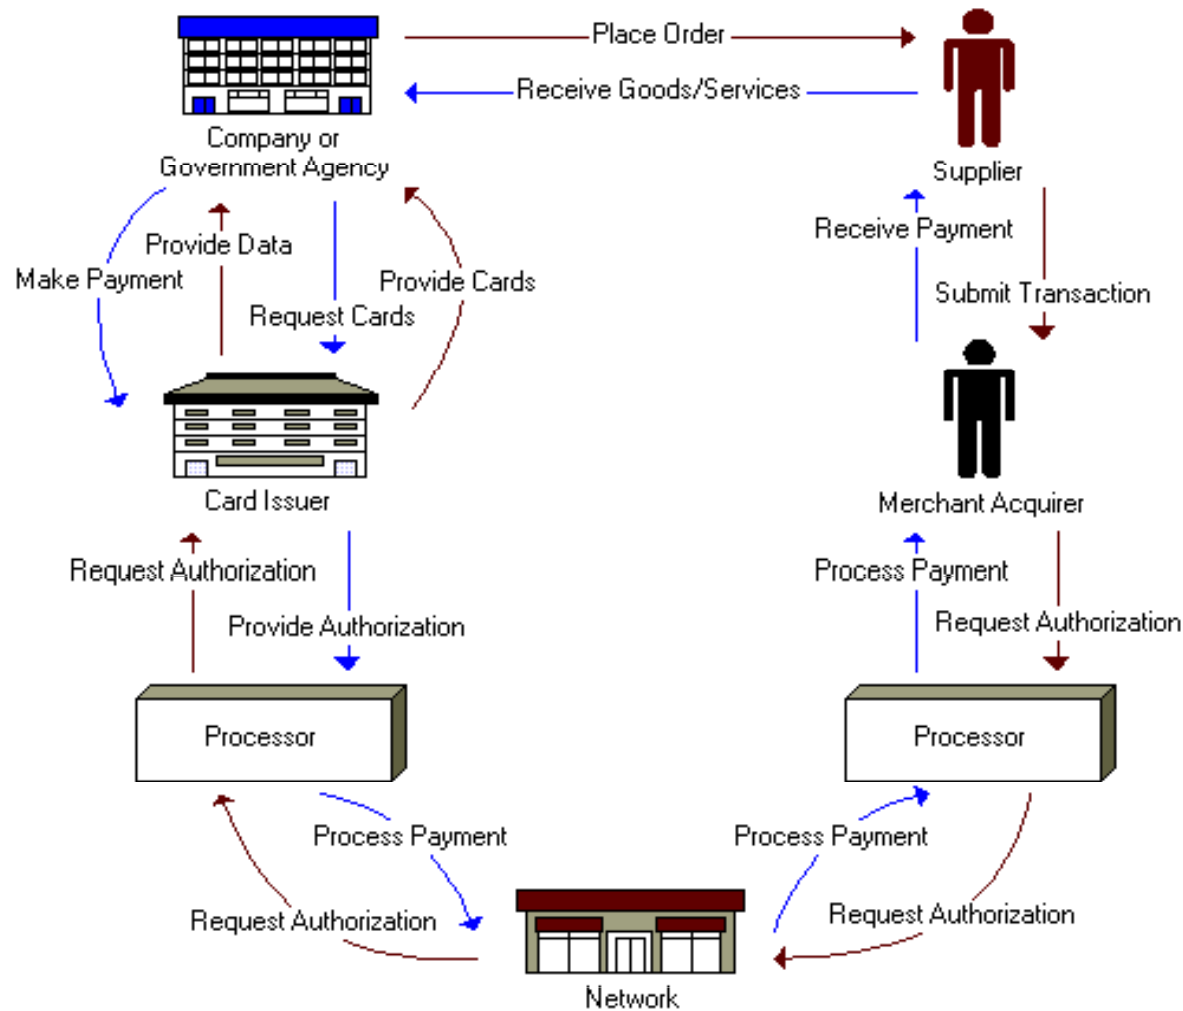 Place Order
Receive Goods/Services
Company or
Government Agency
Supplier
Provide Data
Receive Payment
Make Payment
Provide Cards
Request Cards
Submit Transaction
Card Issuer
Merchant Acquirer
Request Authorization
Process Payment
Provide Authorization
Request Authorization
Processor
Processor
Process Payment
Process Payment
Request Authorization
Request Authorization
Network